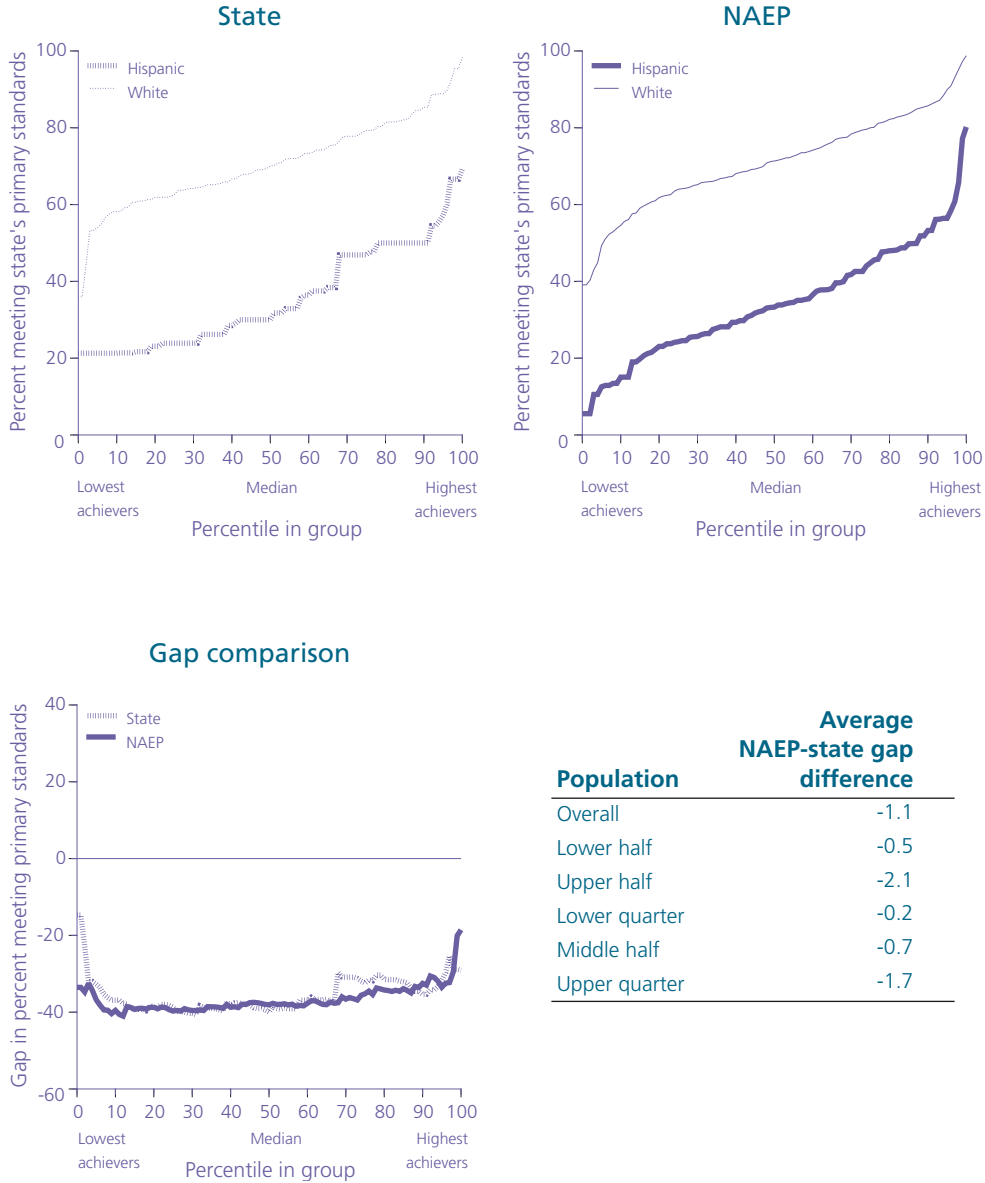 State
Percent meeting state's primary standards
100
80
60
40
20
0
Hispanic
White
0 10 20 30 40 50 60 70 80 90 100
Lowest achievers
Median
Highest achievers
Percentile in group
NAEP
Percent meeting state's primary standards
100
80
60
40
20
0
Hispanic
White
0 10 20 30 40 50 60 70 80 90 100
Lowest achievers
Median
Highest achievers
Percentile in group
Gap comparison
Gap in percent meeting primary standards
40
20
0
-20
-40
-60
State
NAEP
0 10 20 30 40 50 60 70 80 90 100
Lowest achievers
Median
Highest achievers
Percentile in group
Average
NAEP-state gap
Population difference
Overall -1.1
Lower half -0.5
Upper half -2.1
Lower quarter -0.2
Middle half -0.7
Upper quarter -1.7